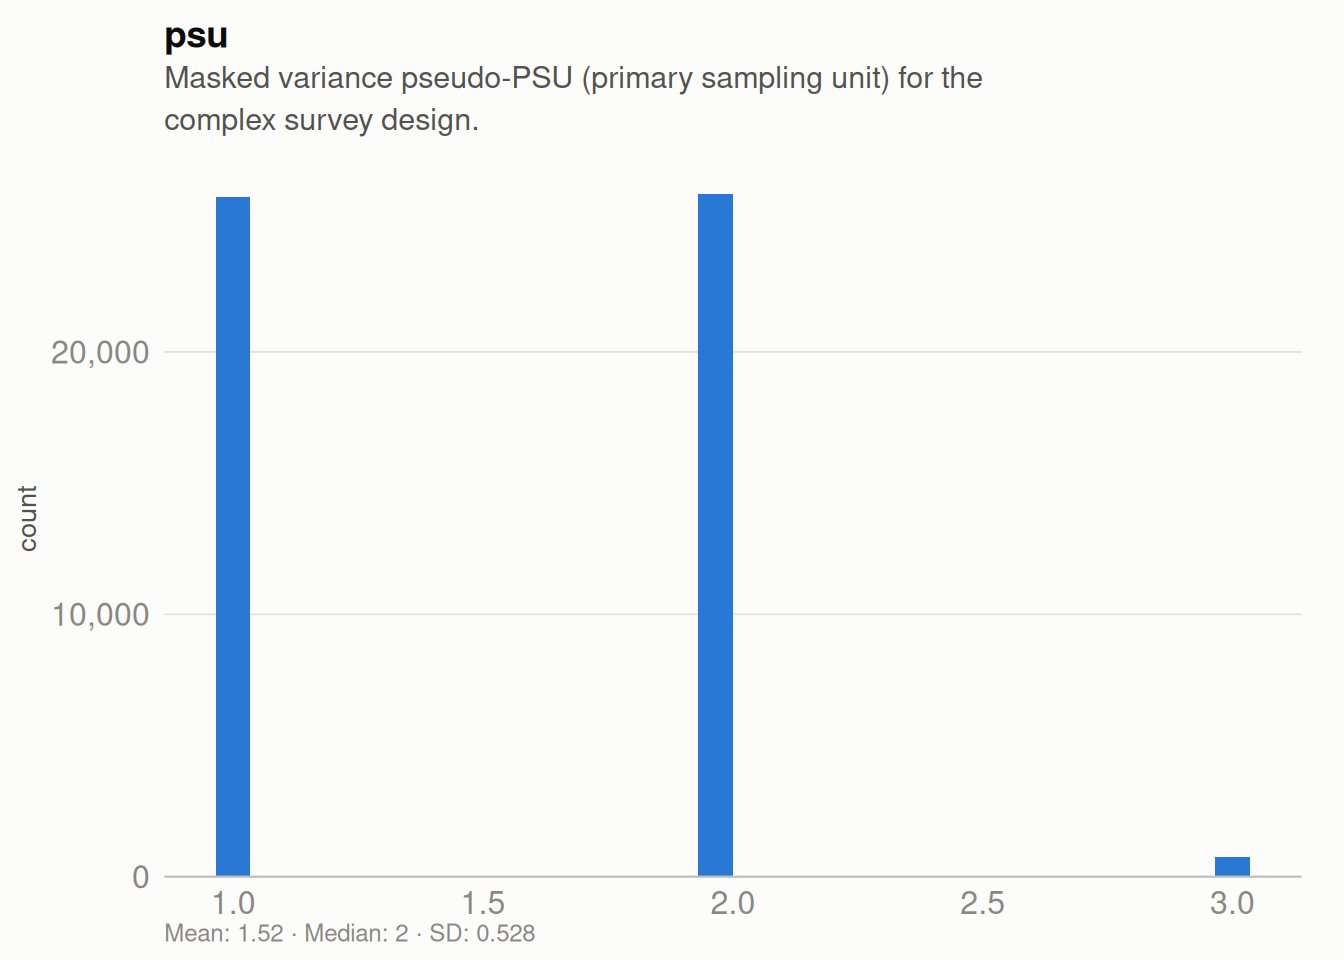 psu
Masked variance pseudo-PSU (primary sampling unit) for the
complex survey design.
count
20,000
10,000
0
1.0 1.5 2.0 2.5 3.0
Mean: 1.52 · Median: 2 · SD: 0.528